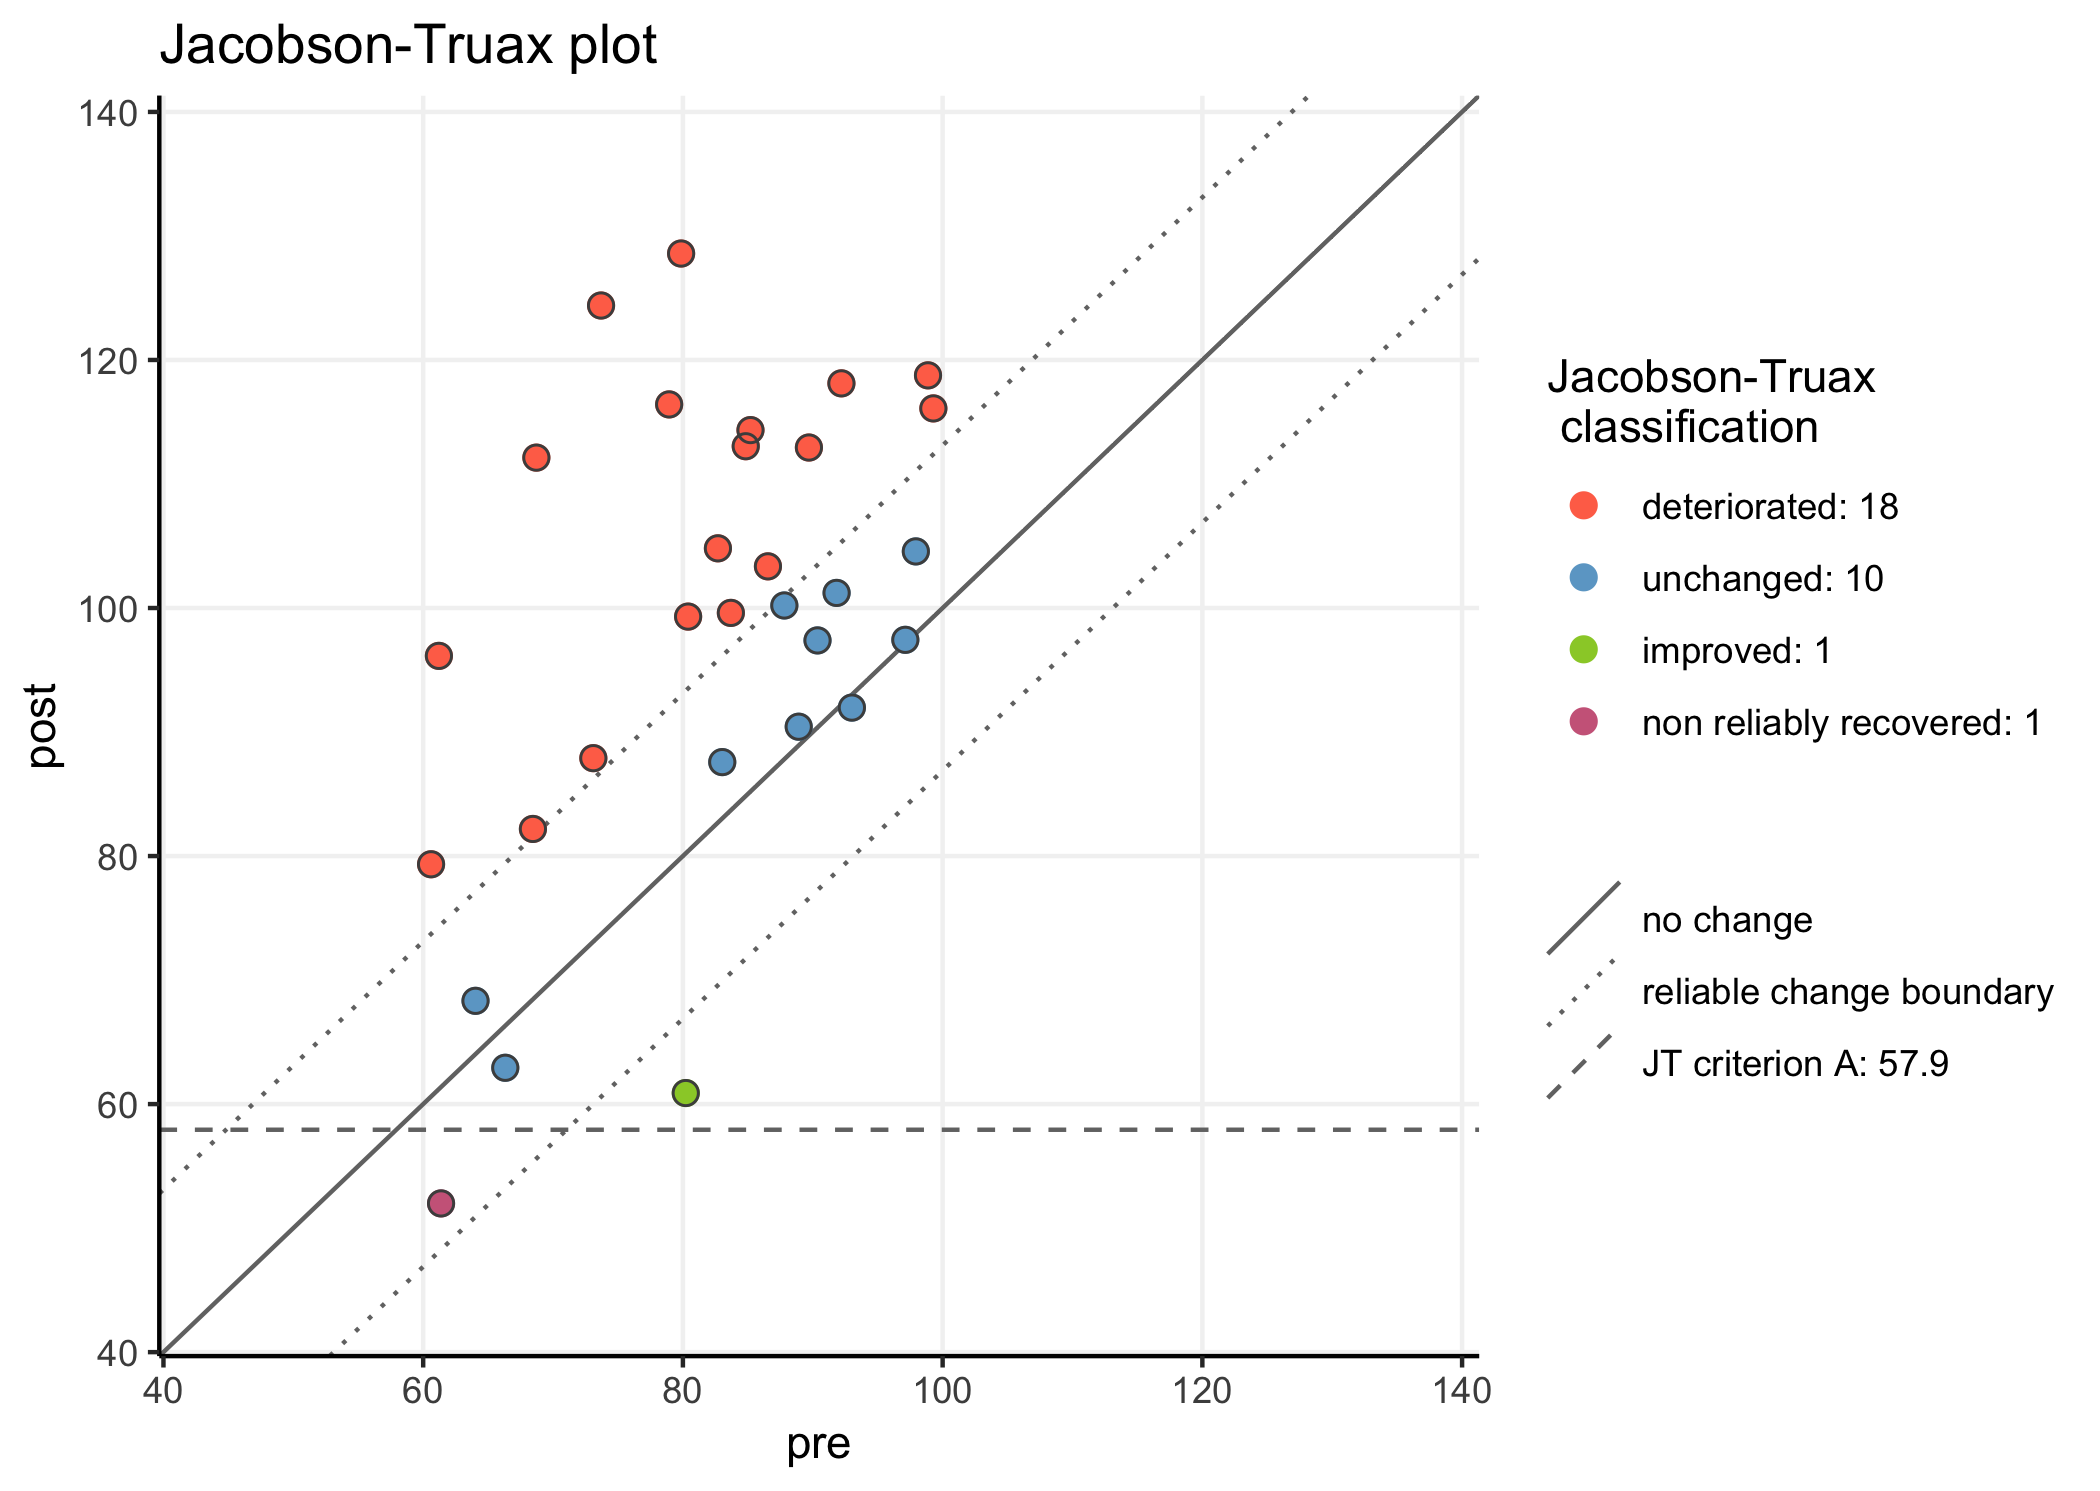 Jacobson-Truax plot
140
120
100
80
60
40
40 60 80 100 120 140
post
pre
Jacobson-Truax
classification
deteriorated: 18
unchanged: 10
improved: 1
non reliably recovered: 1
no change
reliable change boundary
JT criterion A: 57.9